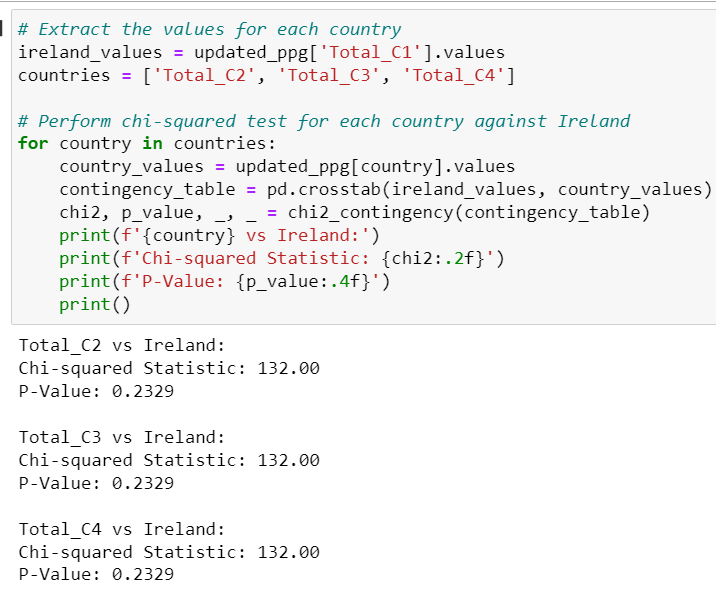 # Extract the values for each country
ireland_values = updated_ppg['Total_C1'].values
countries = ['Total_C2', 'Total_C3', 'Total_C4']
# Perform chi-squared test for each country against Ireland
for country in countries:
    country_values = updated_ppg[country].values
    contingency_table = pd.crosstab(ireland_values, country_values)
    chi2, p_value, _, _ = chi2_contingency(contingency_table)
    print(f'{country} vs Ireland:')
    print(f'Chi-squared Statistic: {chi2:.2f}')
    print(f'P-Value: {p_value:.4f}')
    print()
Total_C2 vs Ireland:
Chi-squared Statistic: 132.00
P-Value: 0.2329
Total_C3 vs Ireland:
Chi-squared Statistic: 132.00
P-Value: 0.2329
Total_C4 vs Ireland:
Chi-squared Statistic: 132.00
P-Value: 0.2329